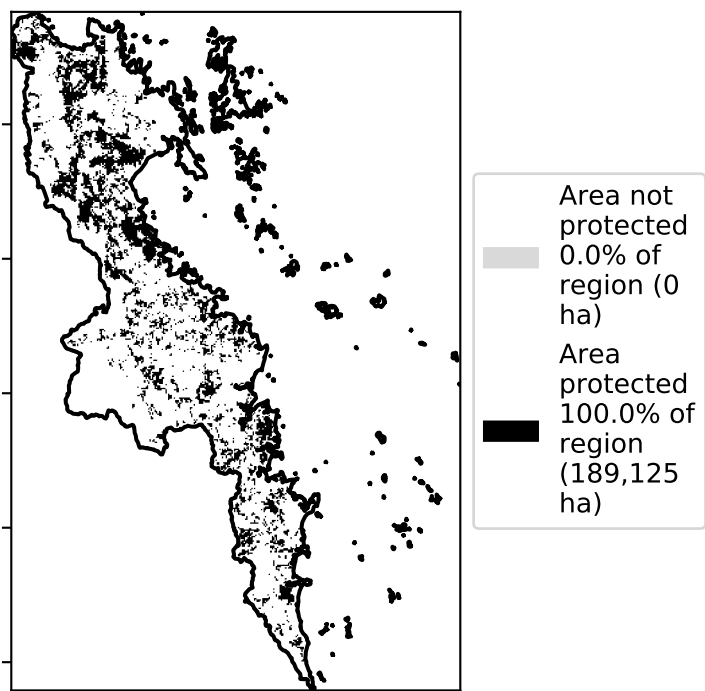 Area not
protected
0.0% of
region (0
ha)
Area
protected
100.0% of
region
(189,125
ha)